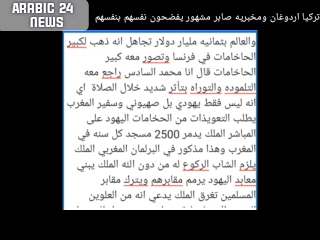 ARABIC 24
NEWS
تركيا اردوغان ومخبريه صابر مشهور يفضحون نفسهم بنفسهم
والعالم بثمانيه مليار دولار تجاهل انه ذهب لكبير
الحاخامات في فرنسا وتصور معه كبير
الحاخامات قال انا محمد السادس راجع معه
التلموده والتوراه بتأثر شديد خلال الصلاة  اي
انه ليس فقط يهودي بل صهيوني وسفير المغرب
يطلب التعويذات من الحخامات اليهود على
المباشر الملك يدمر 2500 مسجد كل سنه في
المغرب وهذا مذكور في البرلمان المغربي الملك
يلزم الشاب الركوع له من دون الله الملك يبني
معابد اليهود يرمم مقابرهم ويترك مقابر
المسلمين تغرق الملك يدعي انه من العلويين